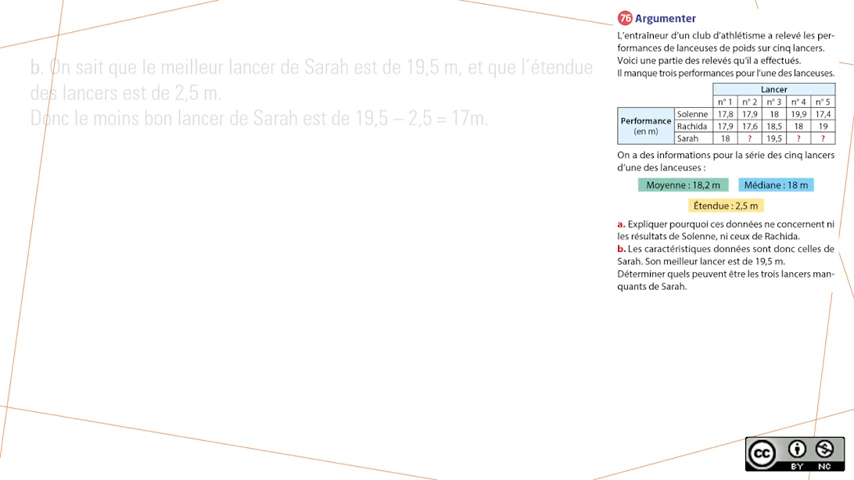 b. On sait que le meilleur lancer de Sarah est de 19,5 m, et que l'étendue
des lancers est de 2,5 m.
Donc le moins bon lancer de Sarah est de 19,5 – 2,5 = 17m.
76 Argumenter
L'entraîneur d'un club d'athlétisme a relevé les per-
formances de lanceuses de poids sur cinq lancers.
Voici une partie des relevés qu'il a effectués.
Il manque trois performances pour l'une des lanceuses.
Lancer
n° 1 n° 2 n° 3 n° 4 n° 5
Performance (en m)
Solenne 17,8 17,9 18 19,9 17,4
Rachida 17,9 17,6 18,5 18 19
Sarah 18 ? 19,5 ? ?
On a des informations pour la série des cinq lancers
d'une des lanceuses :
Moyenne : 18,2 m Médiane : 18 m
Étendue : 2,5 m
a. Expliquer pourquoi ces données ne concernent ni
les résultats de Solenne, ni ceux de Rachida.
b. Les caractéristiques données sont donc celles de
Sarah. Son meilleur lancer est de 19,5 m.
Déterminer quels peuvent être les trois lancers man-
quants de Sarah.
cc
BY NC